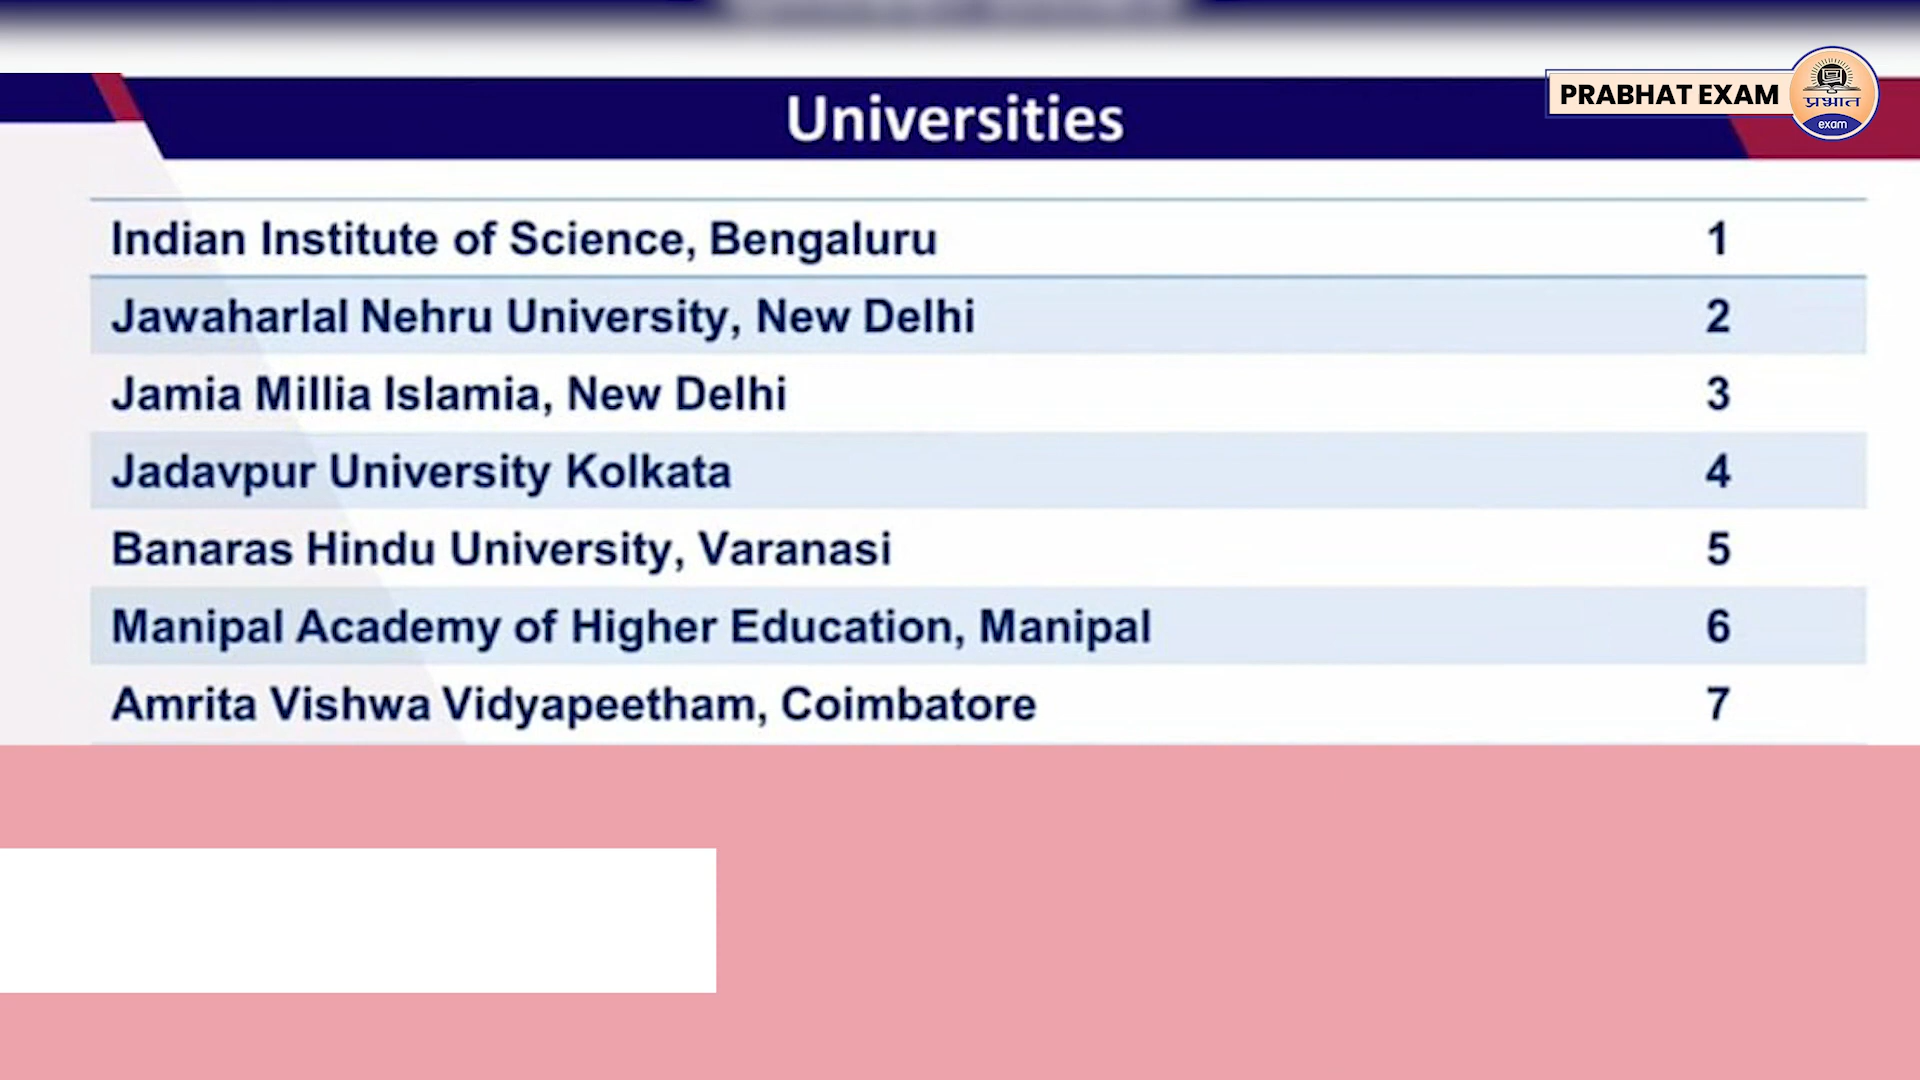 Universities
PRABHAT EXAM
प्रभात
exam
Indian Institute of Science, Bengaluru 1
Jawaharlal Nehru University, New Delhi 2
Jamia Millia Islamia, New Delhi 3
Jadavpur University Kolkata 4
Banaras Hindu University, Varanasi 5
Manipal Academy of Higher Education, Manipal 6
Amrita Vishwa Vidyapeetham, Coimbatore 7